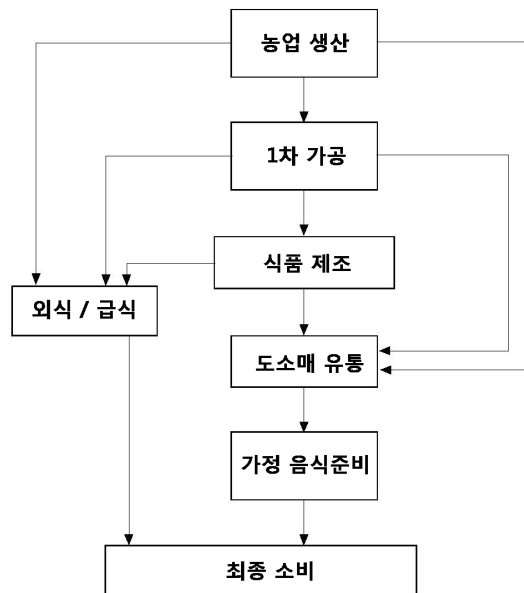 농업 생산
1차 가공
식품 제조
외식 / 급식
도소매 유통
가정 음식준비
최종 소비